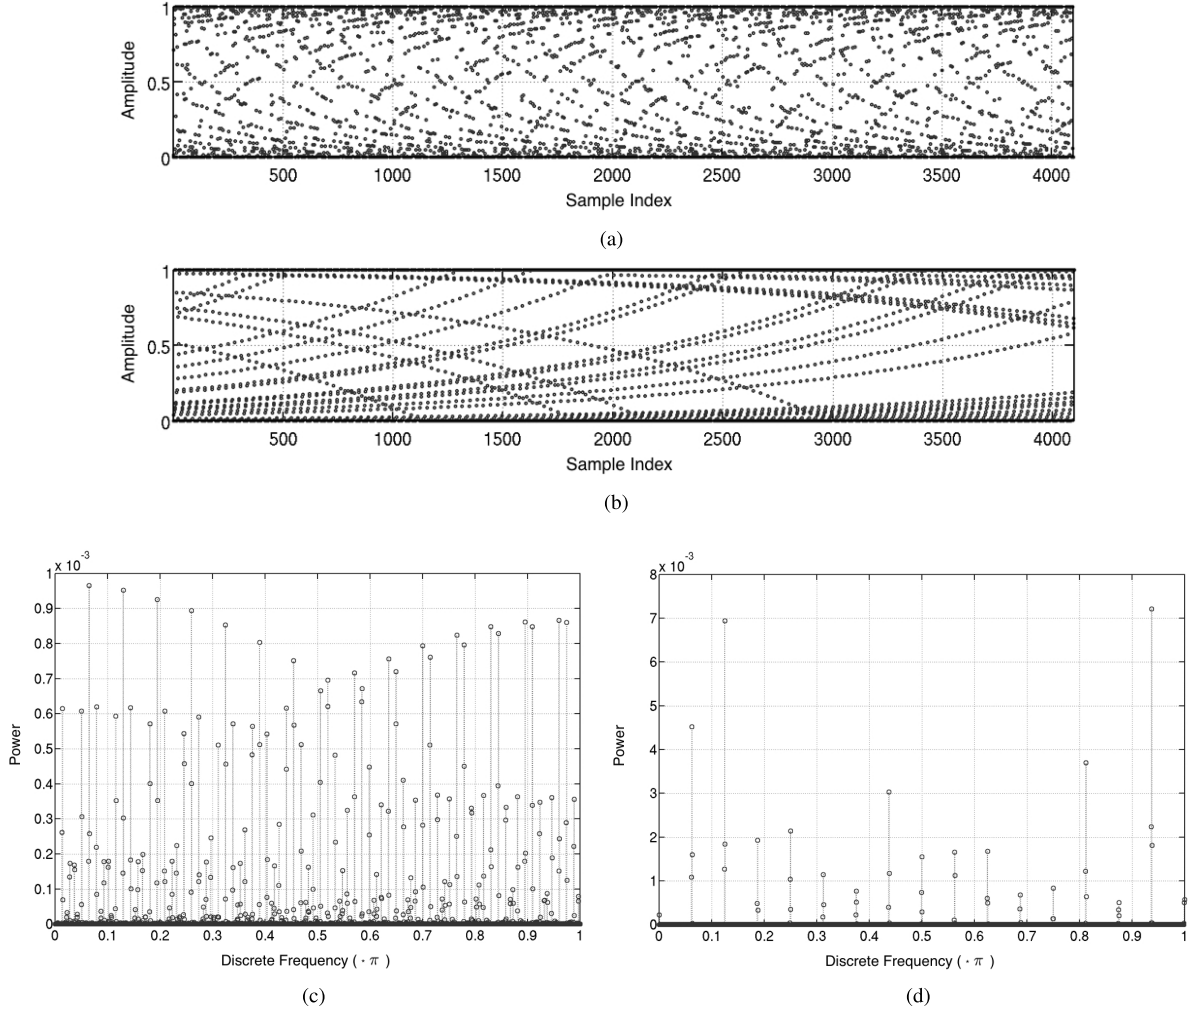 1
Amplitude
0.5
0
500 1000 1500 2000 2500 3000 3500 4000
Sample Index
(a)
1
Amplitude
0.5
0
500 1000 1500 2000 2500 3000 3500 4000
Sample Index
(b)
x 10⁻³
1
0.9
0.8
0.7
0.6
0.5
0.4
0.3
0.2
0.1
0
Power
0 0.1 0.2 0.3 0.4 0.5 0.6 0.7 0.8 0.9 1
Discrete Frequency ( · π )
(c)
x 10⁻³
8
7
6
5
4
3
2
1
0
Power
0 0.1 0.2 0.3 0.4 0.5 0.6 0.7 0.8 0.9 1
Discrete Frequency ( · π )
(d)